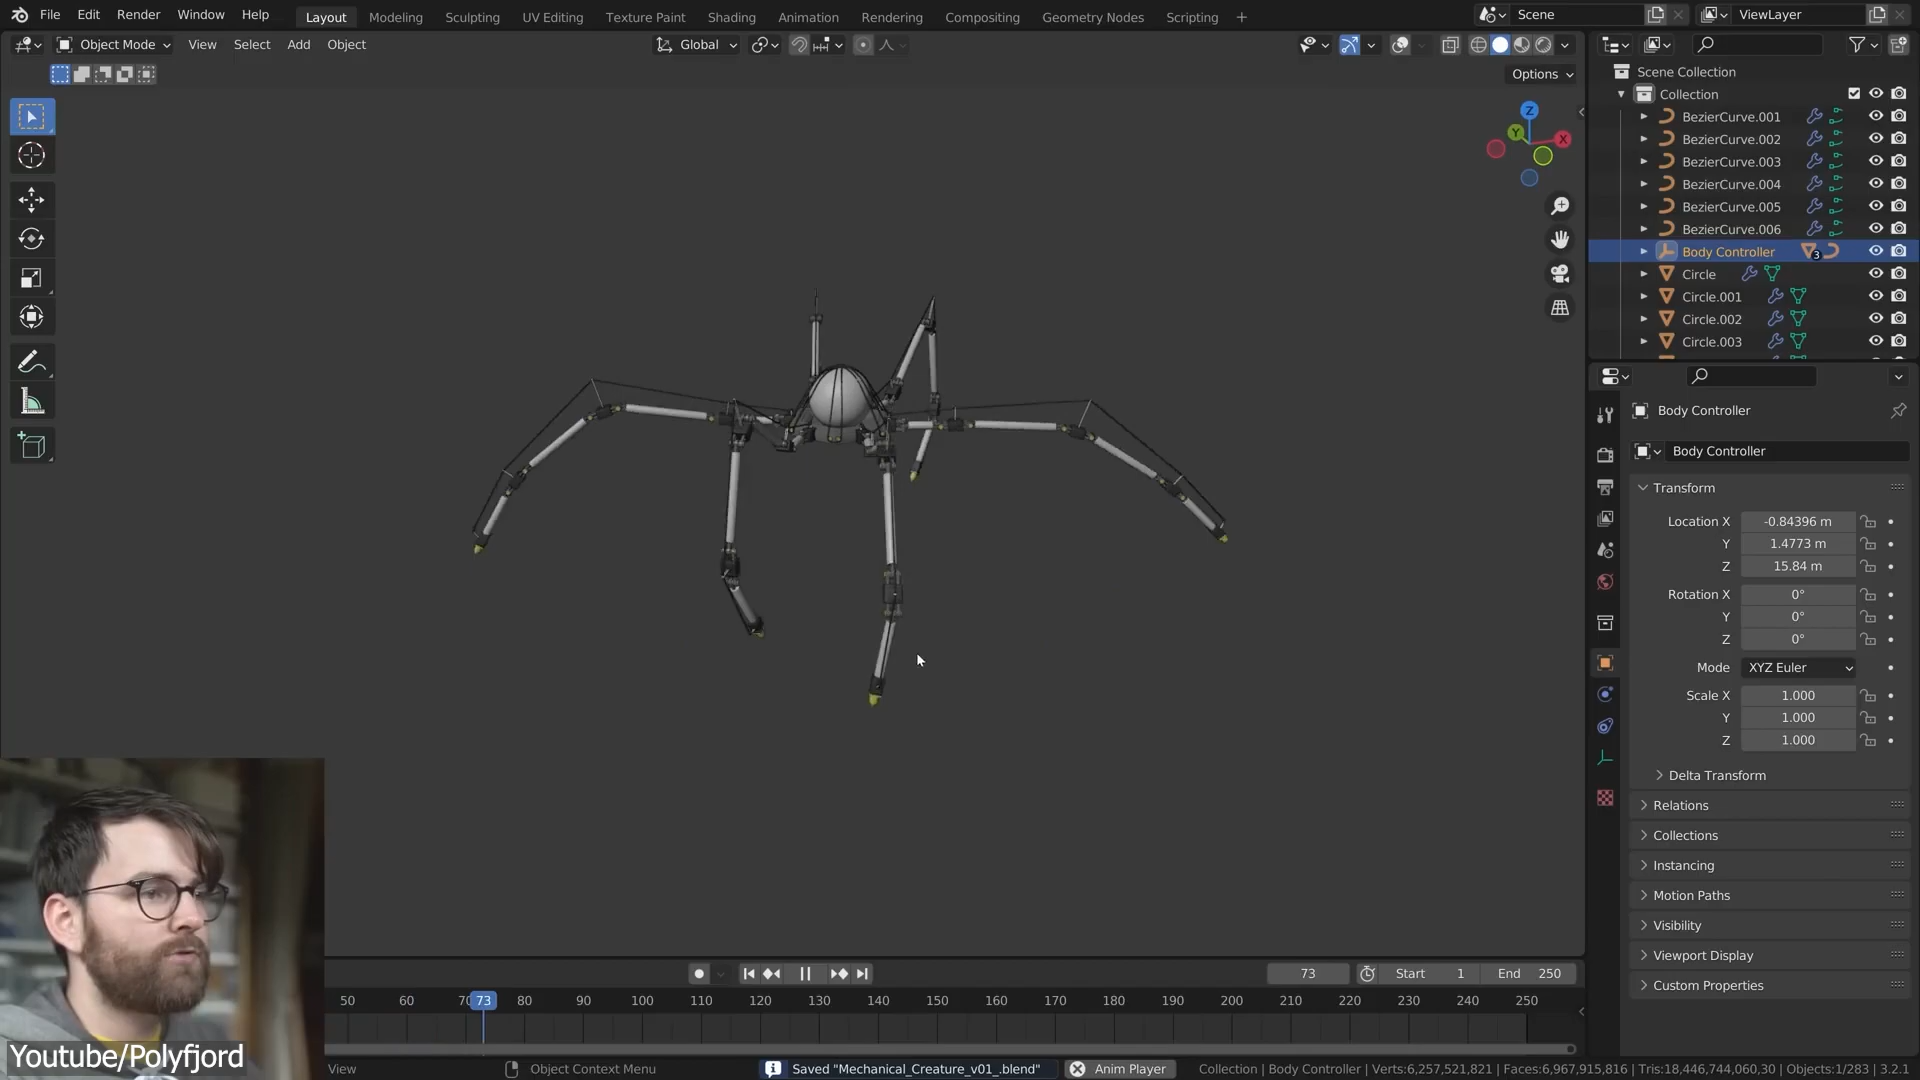 File Edit Render Window Help Layout Modeling Sculpting UV Editing Texture Paint Shading Animation Rendering Compositing Geometry Nodes Scripting + Scene ViewLayer
Object Mode View Select Add Object Global
Options
Z
Y
X
Scene Collection
Collection
BezierCurve.001
BezierCurve.002
BezierCurve.003
BezierCurve.004
BezierCurve.005
BezierCurve.006
Body Controller 3
Circle
Circle.001
Circle.002
Circle.003
Body Controller
Body Controller
Transform
Location X -0.84396 m
Y 1.4773 m
Z 15.84 m
Rotation X 0°
Y 0°
Z 0°
Mode XYZ Euler
Scale X 1.000
Y 1.000
Z 1.000
Delta Transform
Relations
Collections
Instancing
Motion Paths
Visibility
Viewport Display
Custom Properties
73 Start 1 End 250
50 60 70 73 80 90 100 110 120 130 140 150 160 170 180 190 200 210 220 230 240 250
Youtube/Polyfjord
View Object Context Menu Saved "Mechanical_Creature_v01_.blend" Anim Player Collection | Body Controller | Verts:6,257,521,821 | Faces:6,967,915,816 | Tris:18,446,744,060,30 | Objects:1/283 | 3.2.1